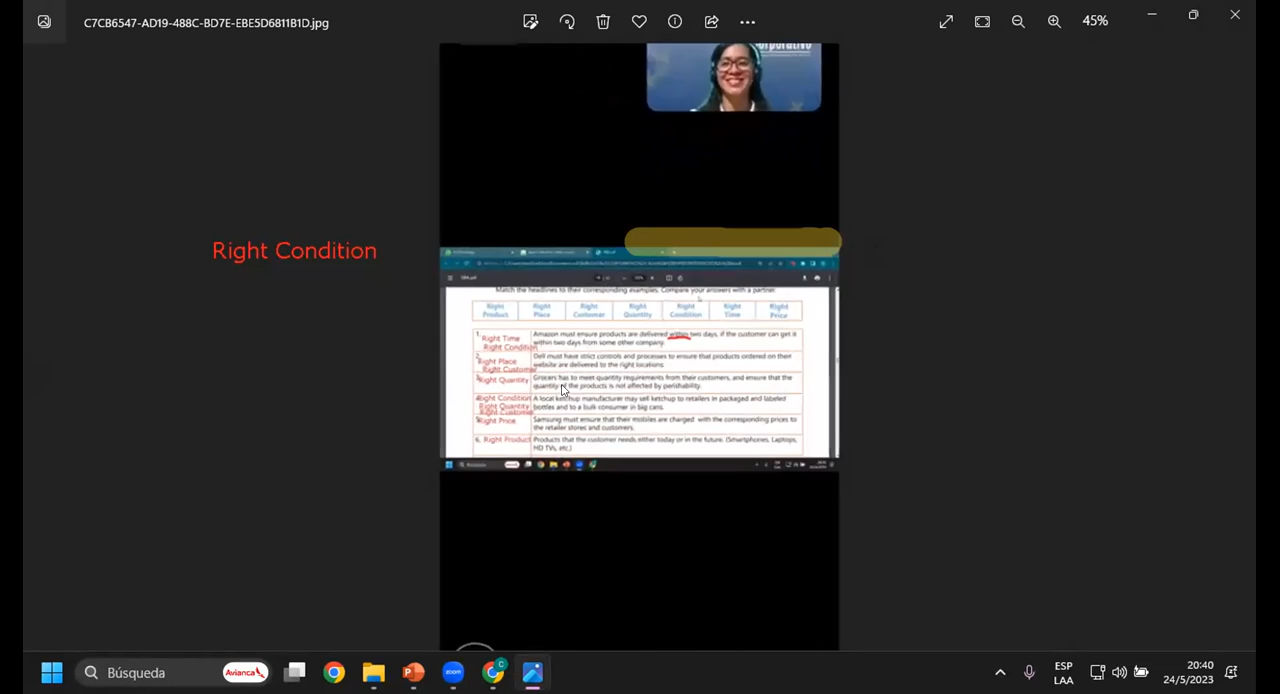 C7CB6547-AD19-488C-BD7E-EBE5D6811B1D.jpg
45%
orporativo
Right Condition
Match the headlines to their corresponding examples. Compare your answers with a partner.
Right Product
Right Place
Right Customer
Right Quantity
Right Condition
Right Time
Right Price
1.
Right Time
Right Condition
Amazon must ensure products are delivered within two days, if the customer can get it
within two days from some other company.
2.
Right Place
Right Customer
Dell must have strict controls and processes to ensure that products ordered on their
website are delivered to the right locations.
Right Quantity
Grocers has to meet quantity requirements from their customers, and ensure that the
quantity of the products is not affected by perishability.
Right Condition
Right Quantity
Right Customer
A local ketchup manufacturer may sell ketchup to retailers in packaged and labeled
bottles and to a bulk consumer in big cans.
Right Price
Samsung must ensure that their mobiles are charged with the corresponding prices to
the retailer stores and customers.
6. Right Product
Products that the customer needs either today or in the future. (Smartphones, Laptops,
HD TVs, etc.)
Búsqueda
Avianca
C
ESP
LAA
20:40
24/5/2023